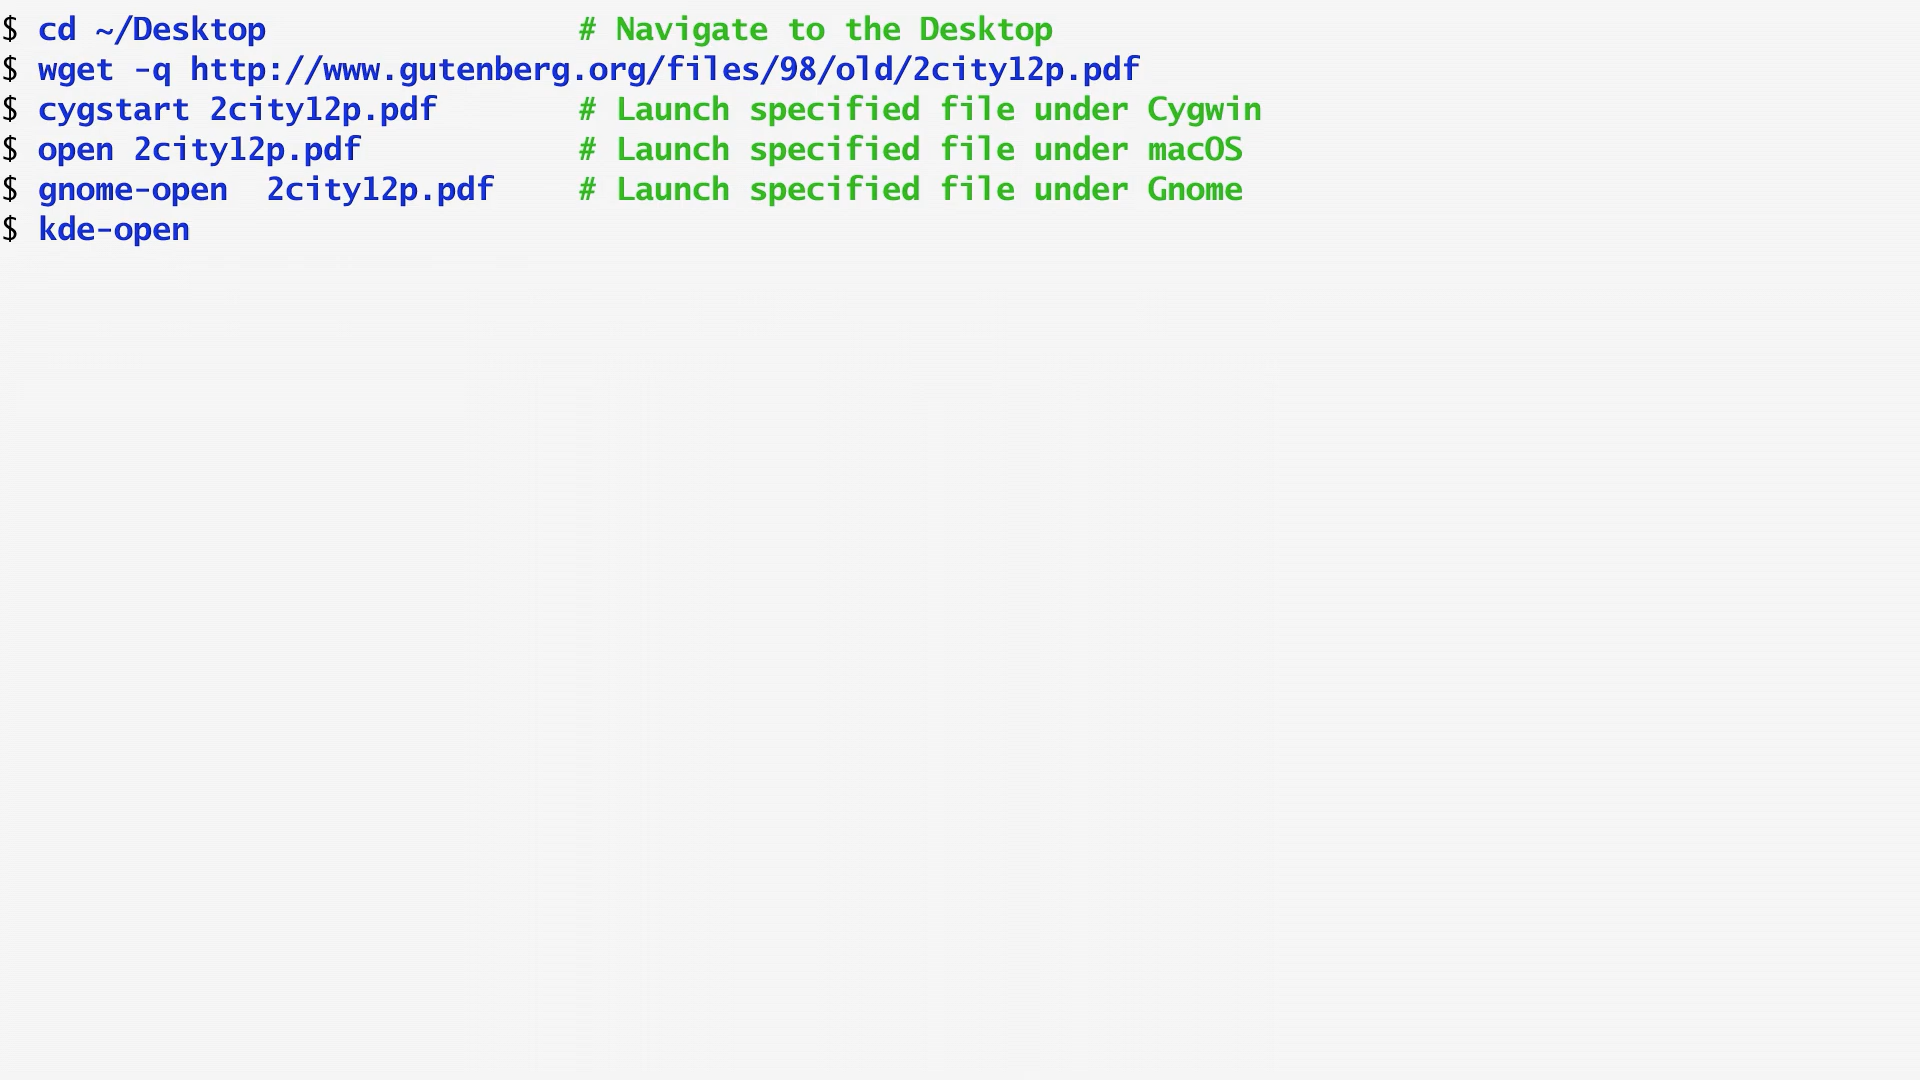 $ cd ~/Desktop # Navigate to the Desktop
$ wget -q http://www.gutenberg.org/files/98/old/2city12p.pdf
$ cygstart 2city12p.pdf # Launch specified file under Cygwin
$ open 2city12p.pdf # Launch specified file under macOS
$ gnome-open  2city12p.pdf # Launch specified file under Gnome
$ kde-open